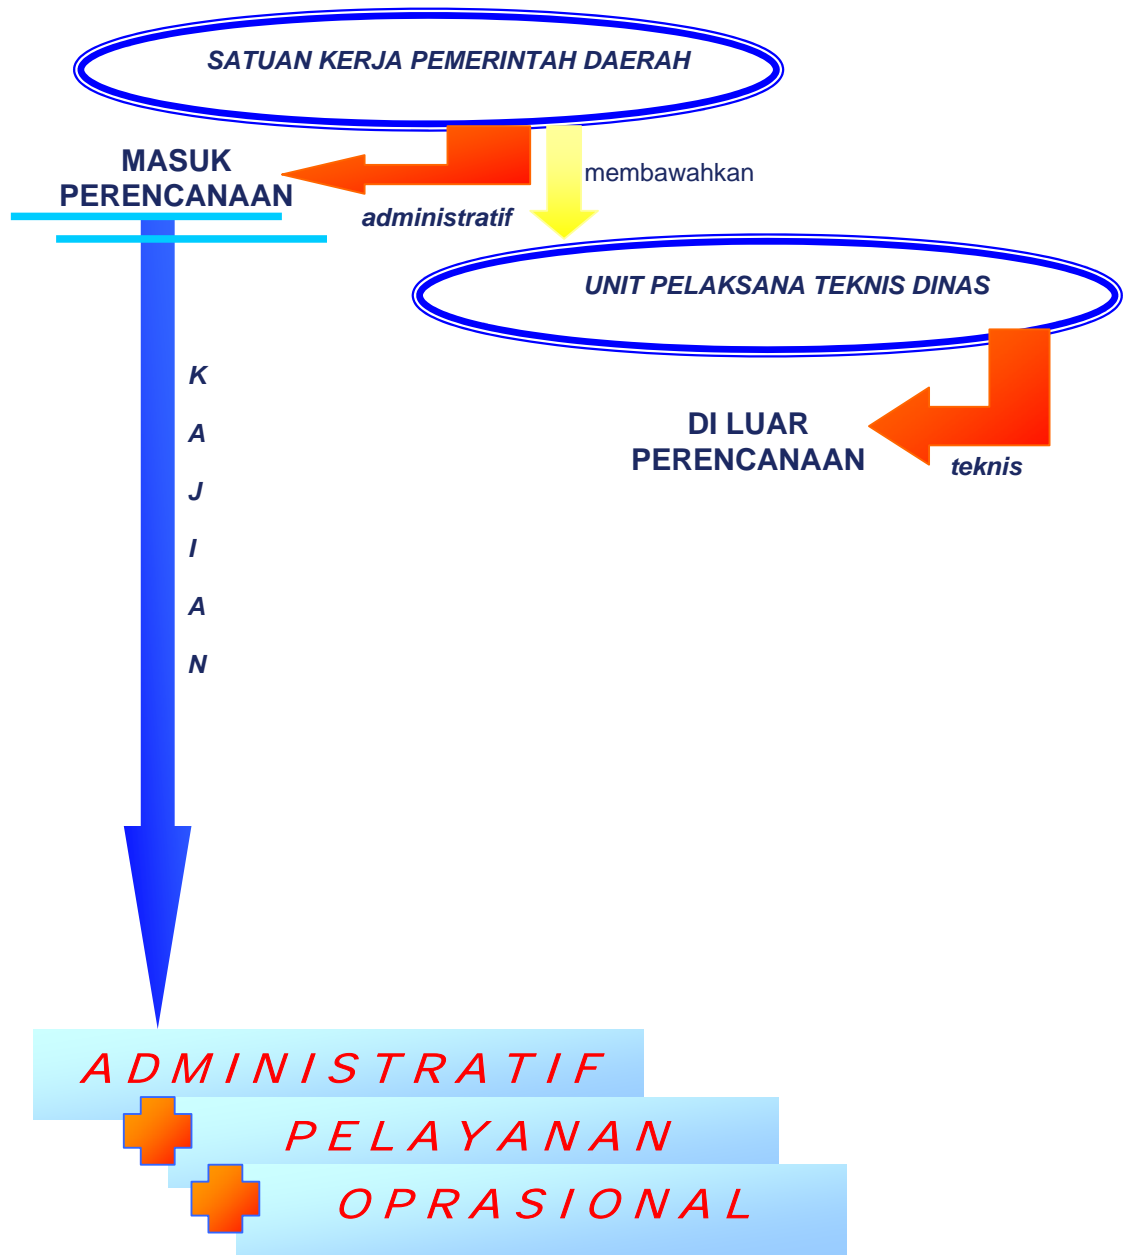 SATUAN KERJA PEMERINTAH DAERAH
MASUK
PERENCANAAN
membawahkan
administratif
UNIT PELAKSANA TEKNIS DINAS
K
A
J
I
A
N
DI LUAR
PERENCANAAN
teknis
ADMINISTRATIF
PELAYANAN
OPRASIONAL